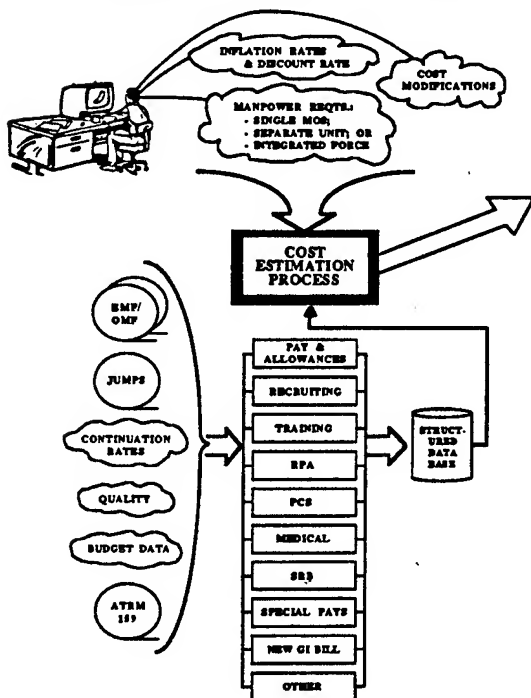 INFLATION RATES
& DISCOUNT RATE
COST
MODIFICATIONS
MANPOWER REQTS.:
- SINGLE MOS;
- SEPARATE UNIT; OR
- INTEGRATED FORCE
COST
ESTIMATION
PROCESS
EMF/
OMF
JUMPS
CONTINUATION
RATES
QUALITY
BUDGET DATA
ATRM
159
PAY &
ALLOWANCES
RECRUITING
TRAINING
RPA
PCS
MEDICAL
SRB
SPECIAL PAYS
NEW GI BILL
OTHER
STRUCT-
URED
DATA
BASE